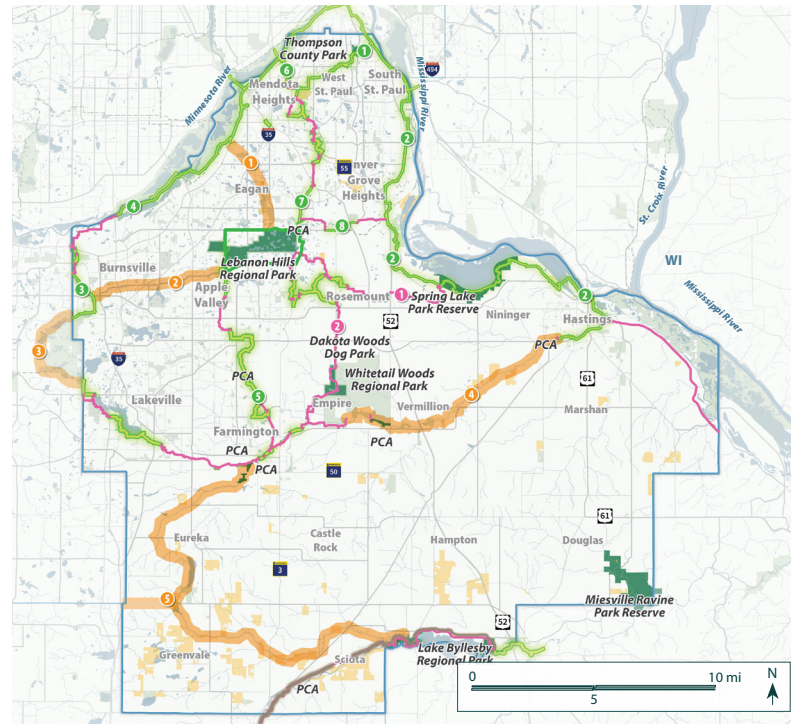 Thompson
County Park
1
6
West
St. Paul
South
St. Paul
Mendota
Heights
Minnesota River
Mississippi River
494
35
2
1
55
Inver
Grove
Heights
Eagan
St. Croix River
4
7
8
PCA
Lebanon Hills
Regional Park
WI
Burnsville
2
2
3
Apple
Valley
Rosemount
1
Spring Lake
Park Reserve
2
Mississippi River
Nininger
Hastings
52
2
Dakota Woods
Dog Park
PCA
3
35
Whitetail Woods
Regional Park
PCA
61
Lakeville
5
Empire
Vermillion
4
Marshan
Farmington
PCA
PCA
PCA
50
61
Eureka
Castle
Rock
Hampton
Douglas
3
5
Miesville Ravine
Park Reserve
52
Greenvale
Sciota
Lake Byllesby
Regional Park
PCA
0
10 mi
5
N